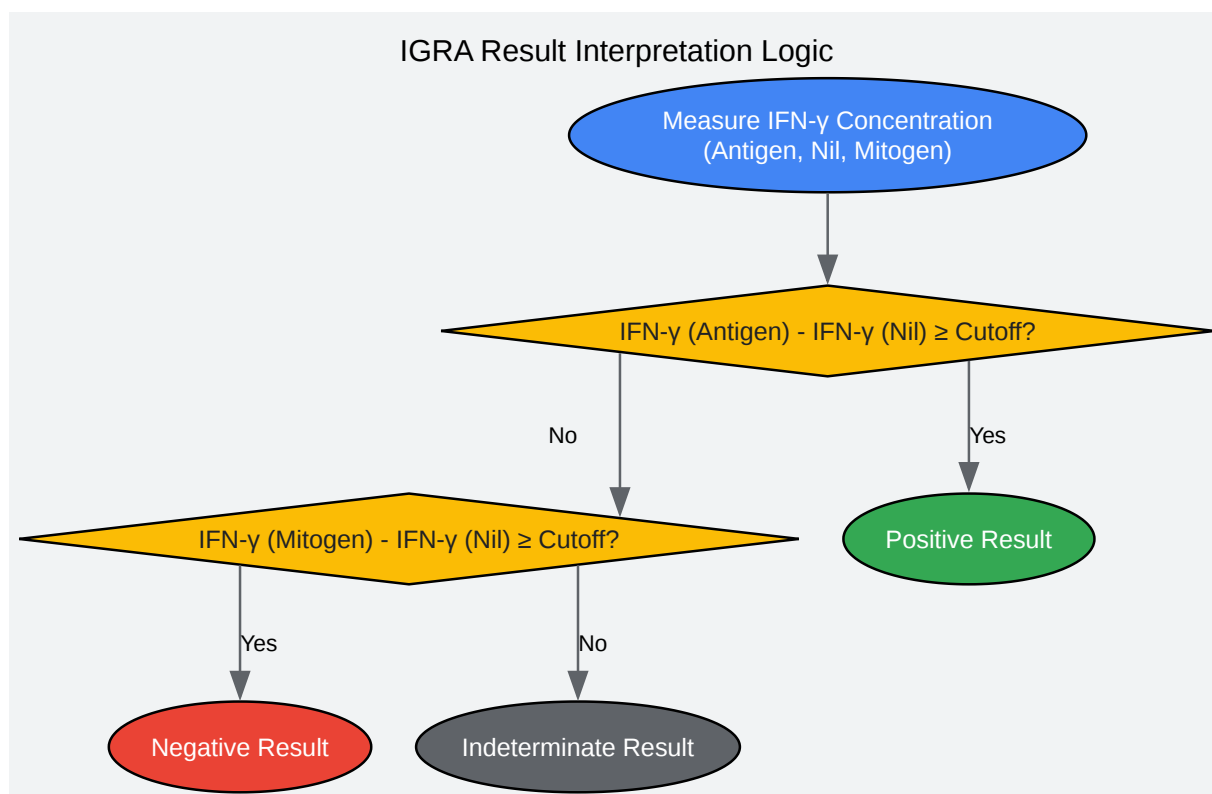 IGRA Result Interpretation Logic
Measure IFN-γ Concentration
(Antigen, Nil, Mitogen)
IFN-γ (Antigen) - IFN-γ (Nil) ≥ Cutoff?
No
Yes
IFN-γ (Mitogen) - IFN-γ (Nil) ≥ Cutoff?
Positive Result
Yes
No
Negative Result
Indeterminate Result